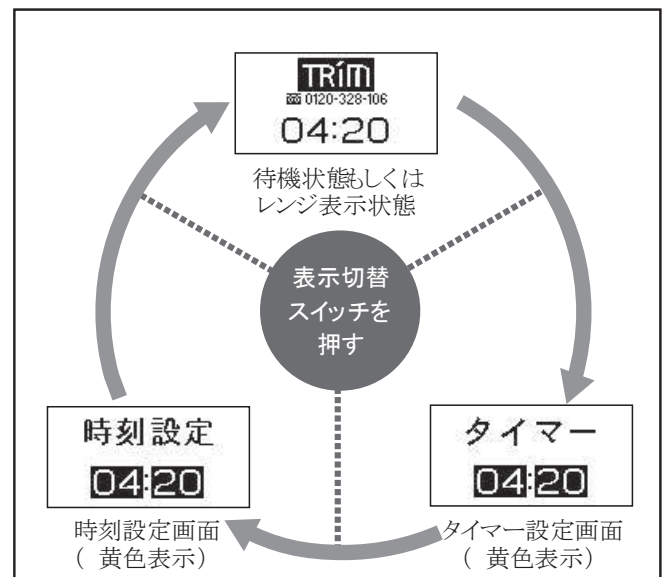 TRím
0120-328-106
04:20
待機状態もしくは
レンジ表示状態
表示切替
スイッチを
押す
時刻設定
04:20
時刻設定画面
( 黄色表示)
タイマー
04:20
タイマー設定画面
( 黄色表示)